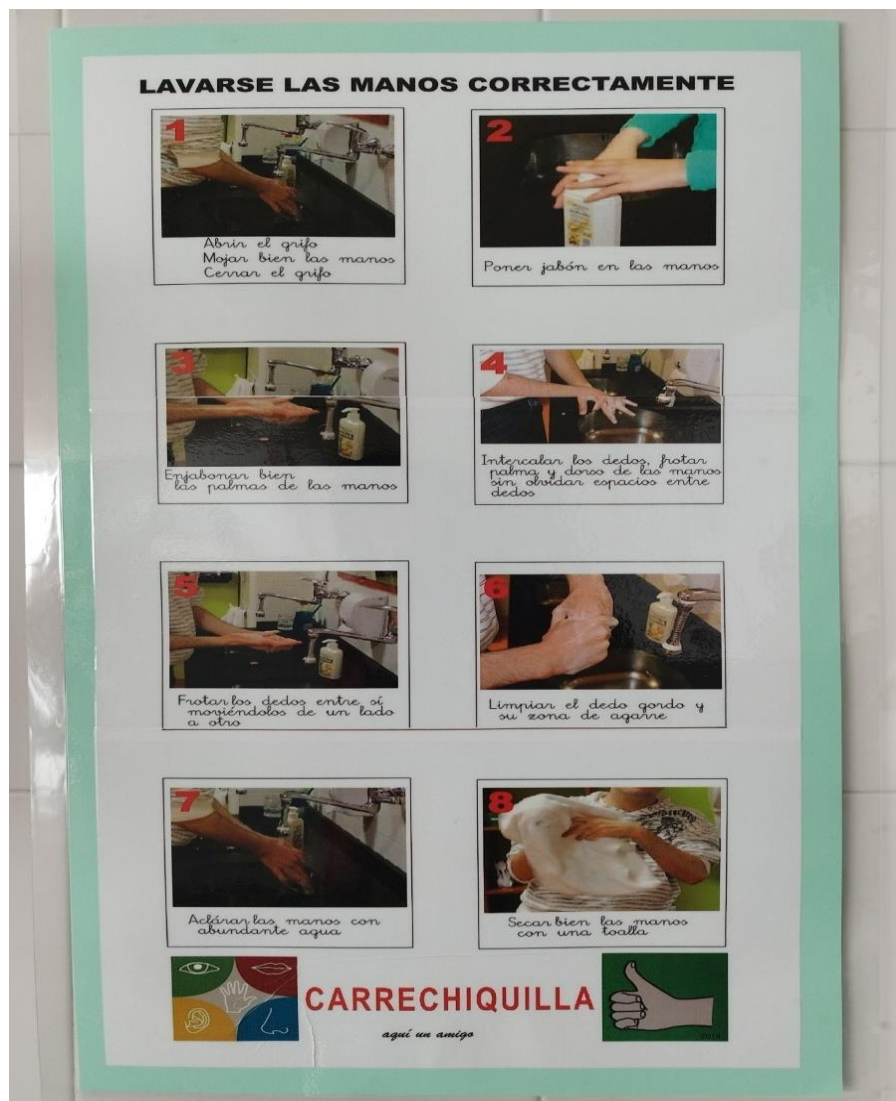 LAVARSE LAS MANOS CORRECTAMENTE
1
Abrir el grifo
Mojar bien las manos
Cerrar el grifo
2
Poner jabón en las manos
3
Enjabonar bien
las palmas de las manos
4
Intercalar los dedos, frotar
palma y dorso de las manos
sin olvidar espacios entre
dedos
5
Frotar los dedos entre sí
moviéndolos de un lado
a otro
6
Limpiar el dedo gordo y
su zona de agarre
7
Aclárar las manos con
abundante agua
8
Secar bien las manos
con una toalla
CARRECHIQUILLA
aquí un amigo